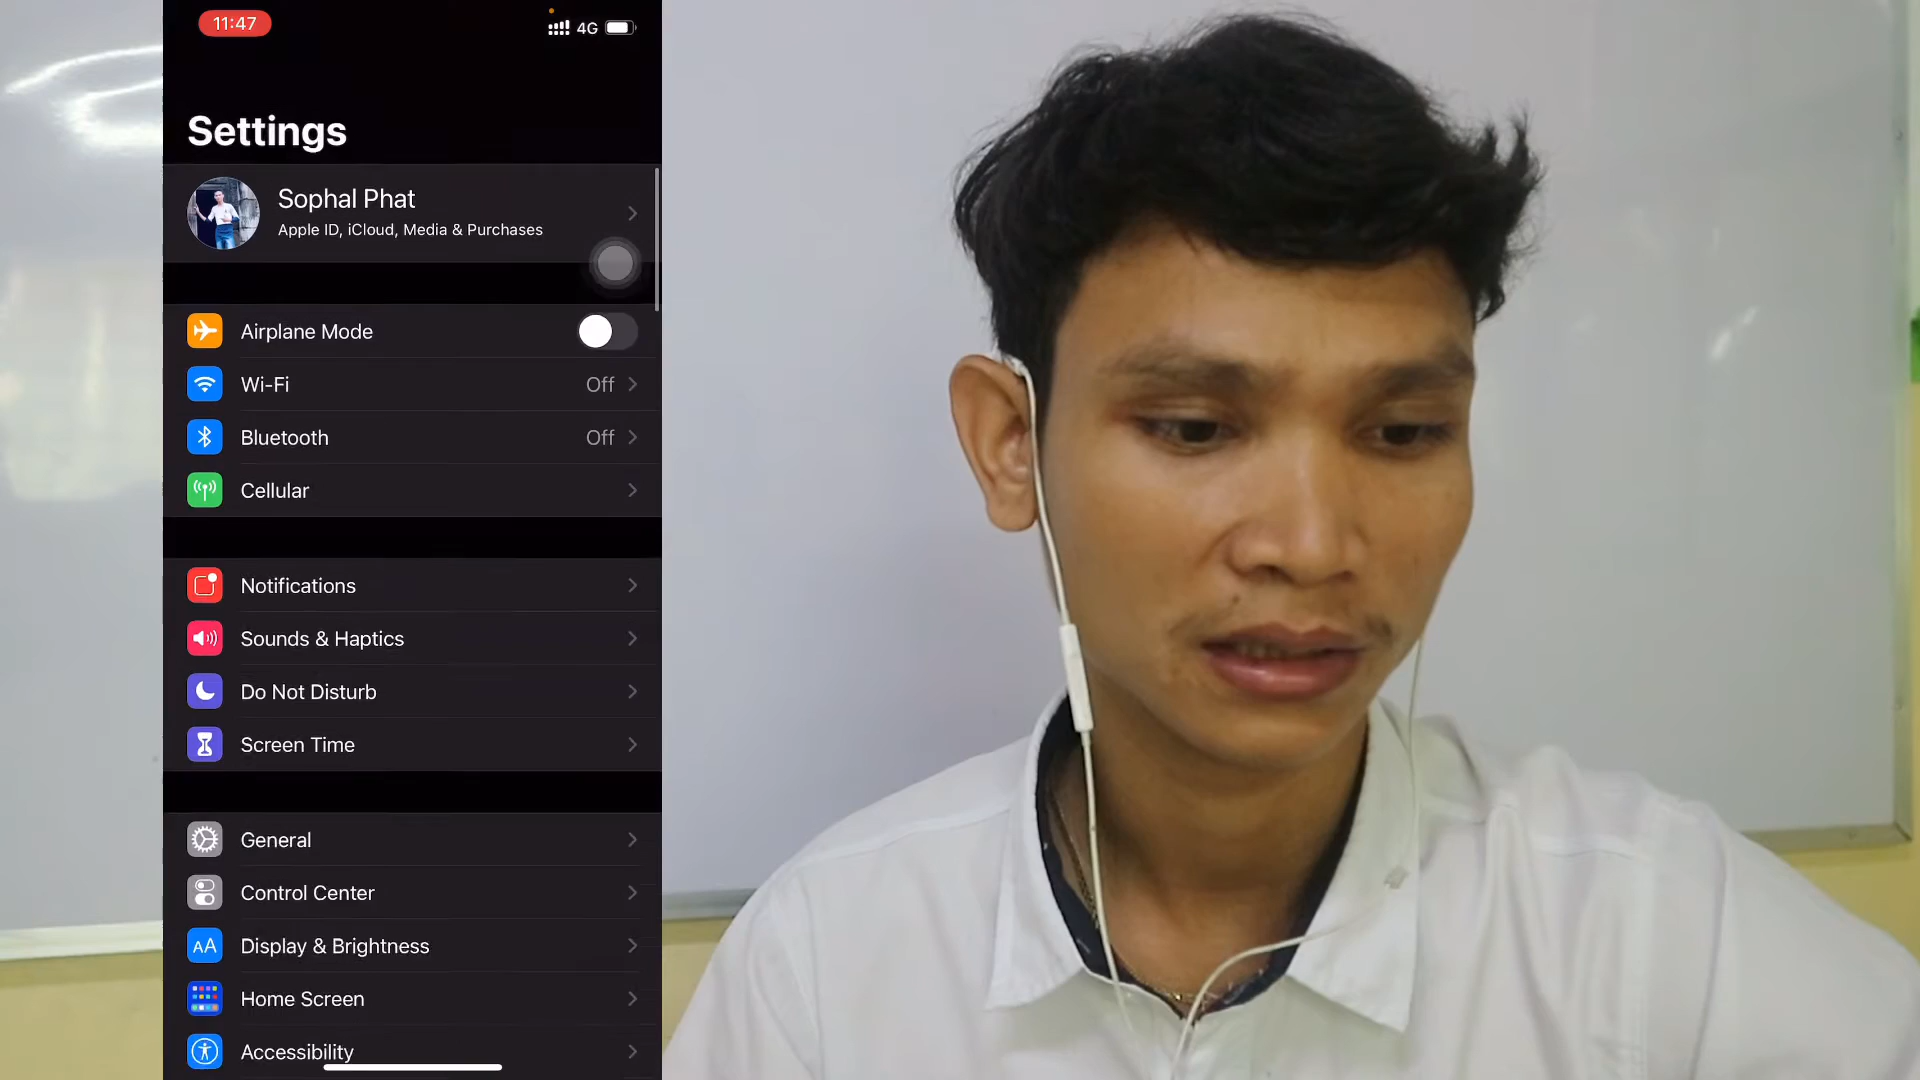 11:47
4G
Settings
Sophal Phat
Apple ID, iCloud, Media & Purchases
Airplane Mode
Wi-Fi Off
Bluetooth Off
Cellular
Notifications
Sounds & Haptics
Do Not Disturb
Screen Time
General
Control Center
AA Display & Brightness
Home Screen
Accessibility